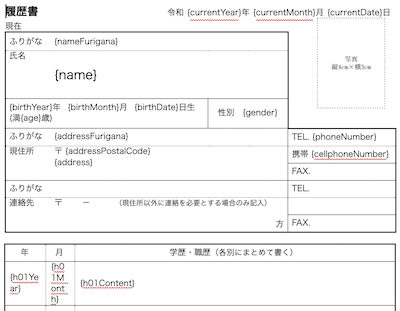 履歴書
令和 {currentYear}年 {currentMonth}月 {currentDate}日
現在
写真
縦4cm×横3cm
ふりがな {nameFurigana}
氏名
{name}
{birthYear}年 {birthMonth}月 {birthDate}日生
(満{age}歳)
性別 {gender}
ふりがな {addressFurigana}
TEL. {phoneNumber}
現住所 〒{addressPostalCode}
{address}
携帯 {cellphoneNumber}
FAX.
ふりがな
TEL.
連絡先 〒 － (現住所以外に連絡を必要とする場合のみ記入)
方
FAX.
年 月 学歴・職歴（各別にまとめて書く）
{h01Ye
ar}
{h0
1M
ont
h}
{h01Content}